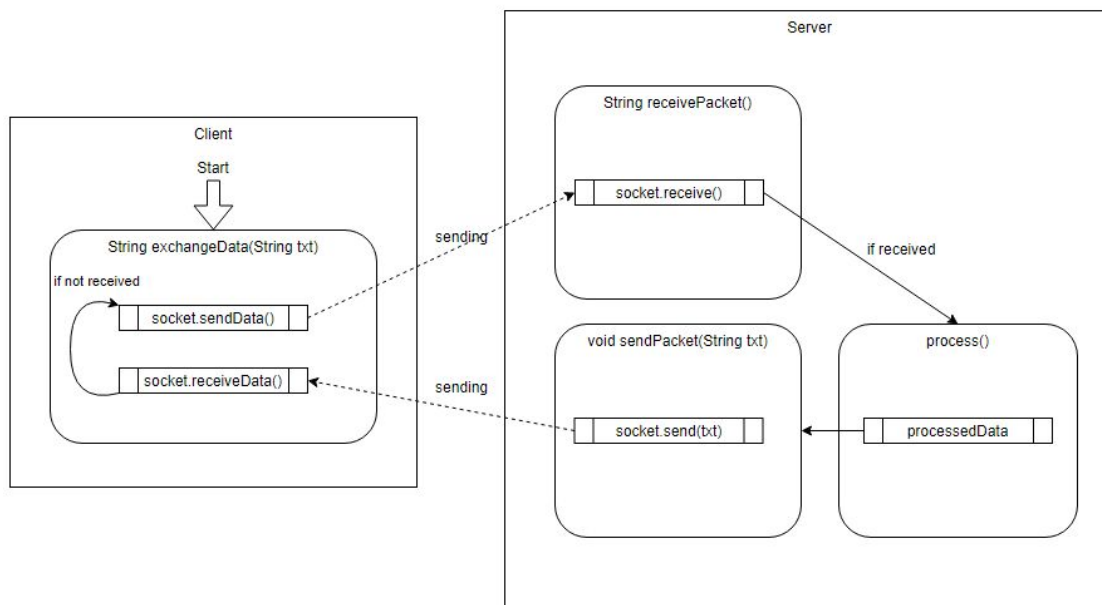 Server
String receivePacket()
Client
Start
socket.receive()
sending
String exchangeData(String txt)
if received
if not received
socket.sendData()
void sendPacket(String txt)
process()
socket.receiveData()
sending
socket.send(txt)
processedData